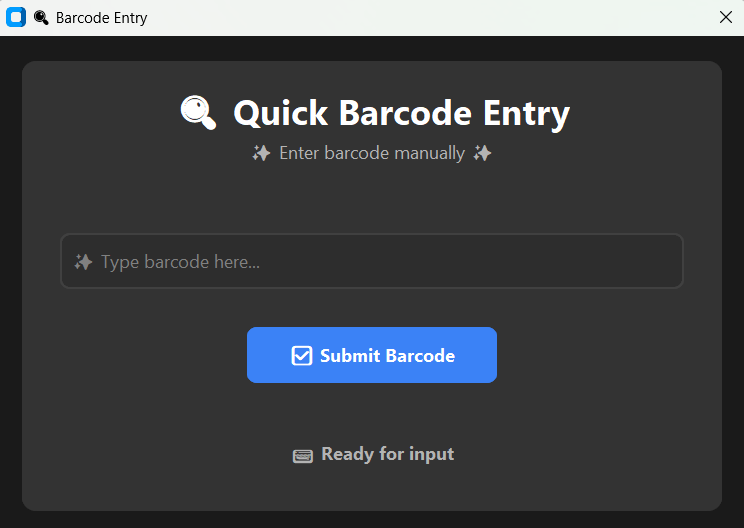 Barcode Entry
Quick Barcode Entry
Enter barcode manually
Type barcode here...
Submit Barcode
Ready for input